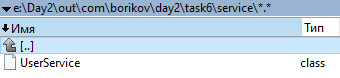 e:\Day2\out\com\borikov\day2\task6\service\*.*
Имя Тип
[..]
UserService class